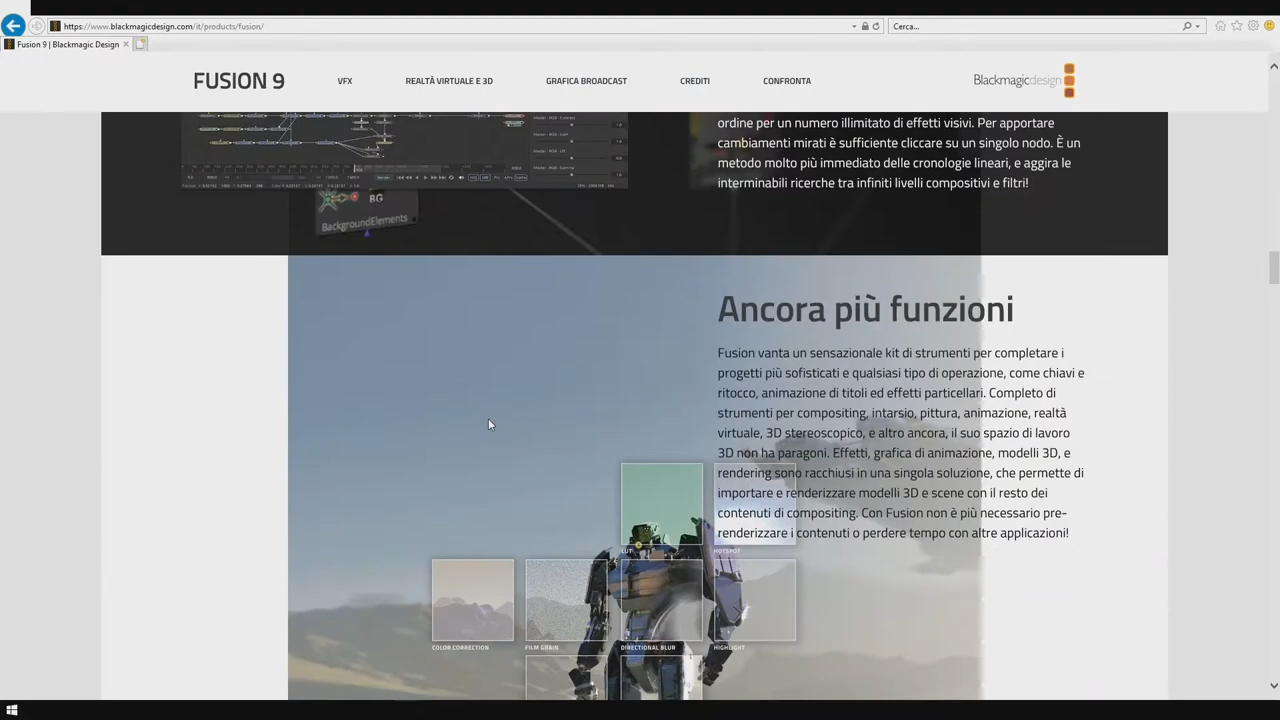 https://www.blackmagicdesign.com/it/products/fusion/
Cerca...
Fusion 9 | Blackmagic Design
FUSION 9
VFX
REALTÀ VIRTUALE E 3D
GRAFICA BROADCAST
CREDITI
CONFRONTA
Blackmagicdesign
ordine per un numero illimitato di effetti visivi. Per apportare
cambiamenti mirati è sufficiente cliccare su un singolo nodo. È un
metodo molto più immediato delle cronologie lineari, e aggira le
interminabili ricerche tra infiniti livelli compositivi e filtri!
BG
BackgroundElements
Ancora più funzioni
Fusion vanta un sensazionale kit di strumenti per completare i
progetti più sofisticati e qualsiasi tipo di operazione, come chiavi e
ritocco, animazione di titoli ed effetti particellari. Completo di
strumenti per compositing, intarsio, pittura, animazione, realtà
virtuale, 3D stereoscopico, e altro ancora, il suo spazio di lavoro
3D non ha paragoni. Effetti, grafica di animazione, modelli 3D, e
rendering sono racchiusi in una singola soluzione, che permette di
importare e renderizzare modelli 3D e scene con il resto dei
contenuti di compositing. Con Fusion non è più necessario pre-
renderizzare i contenuti o perdere tempo con altre applicazioni!
LUT
HOTSPOT
COLOR CORRECTION
FILM GRAIN
DIRECTIONAL BLUR
HIGHLIGHT